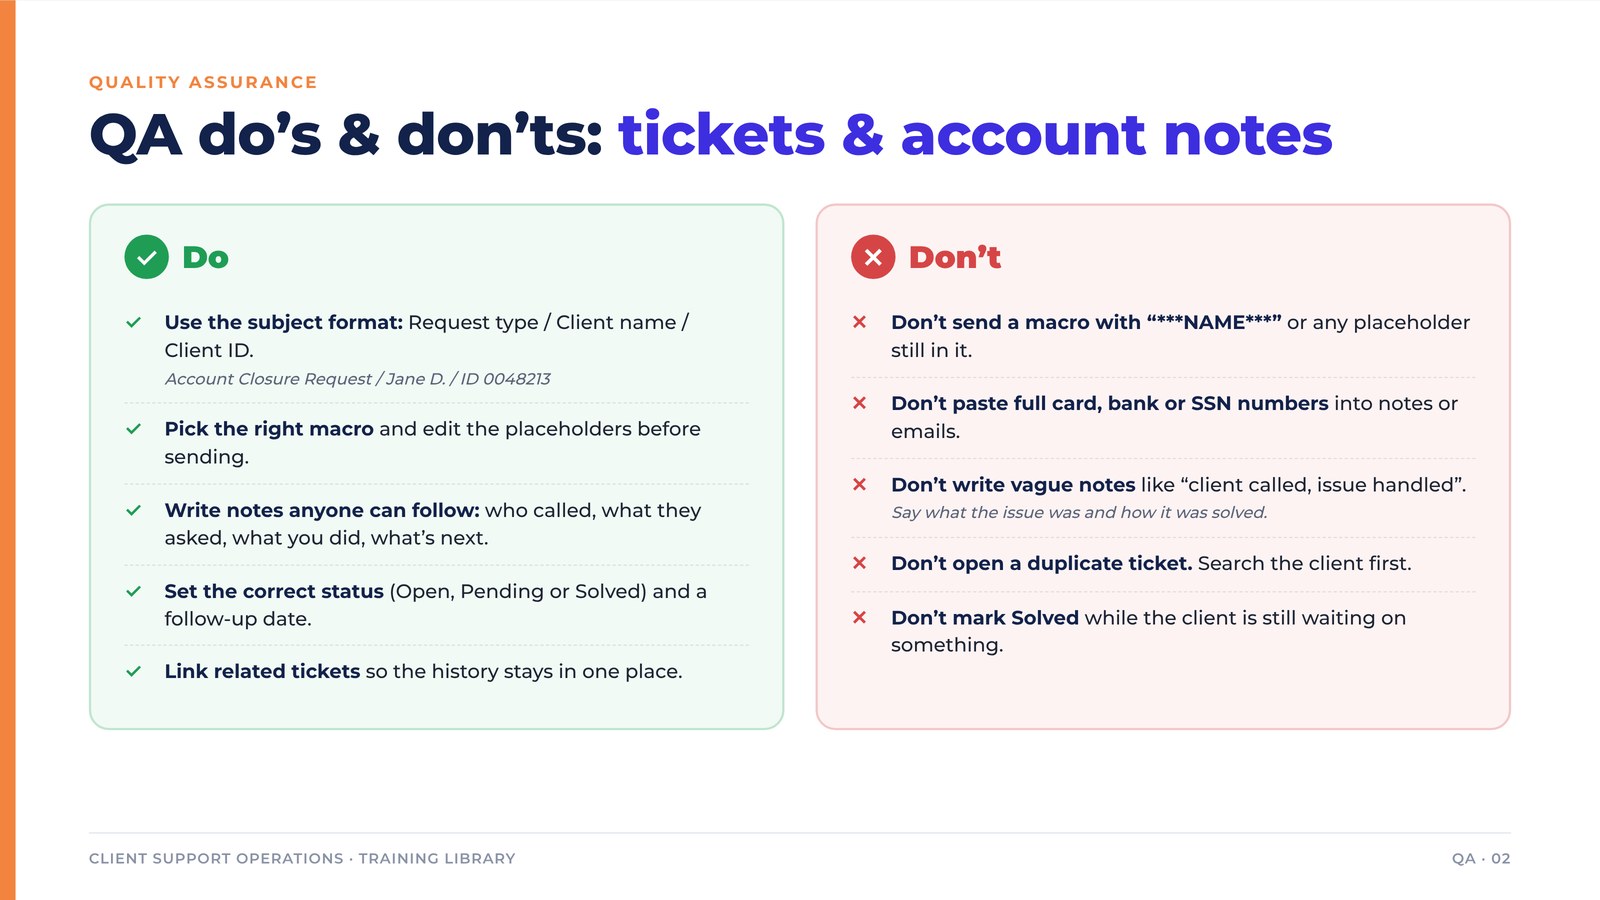 QUALITY ASSURANCE
QA do’s & don’ts: tickets & account notes
Do
Use the subject format: Request type / Client name /
Client ID.
Account Closure Request / Jane D. / ID 0048213
Pick the right macro and edit the placeholders before
sending.
Write notes anyone can follow: who called, what they
asked, what you did, what’s next.
Set the correct status (Open, Pending or Solved) and a
follow-up date.
Link related tickets so the history stays in one place.
Don’t
Don’t send a macro with “***NAME***” or any placeholder
still in it.
Don’t paste full card, bank or SSN numbers into notes or
emails.
Don’t write vague notes like “client called, issue handled”.
Say what the issue was and how it was solved.
Don’t open a duplicate ticket. Search the client first.
Don’t mark Solved while the client is still waiting on
something.
CLIENT SUPPORT OPERATIONS · TRAINING LIBRARY
QA · 02